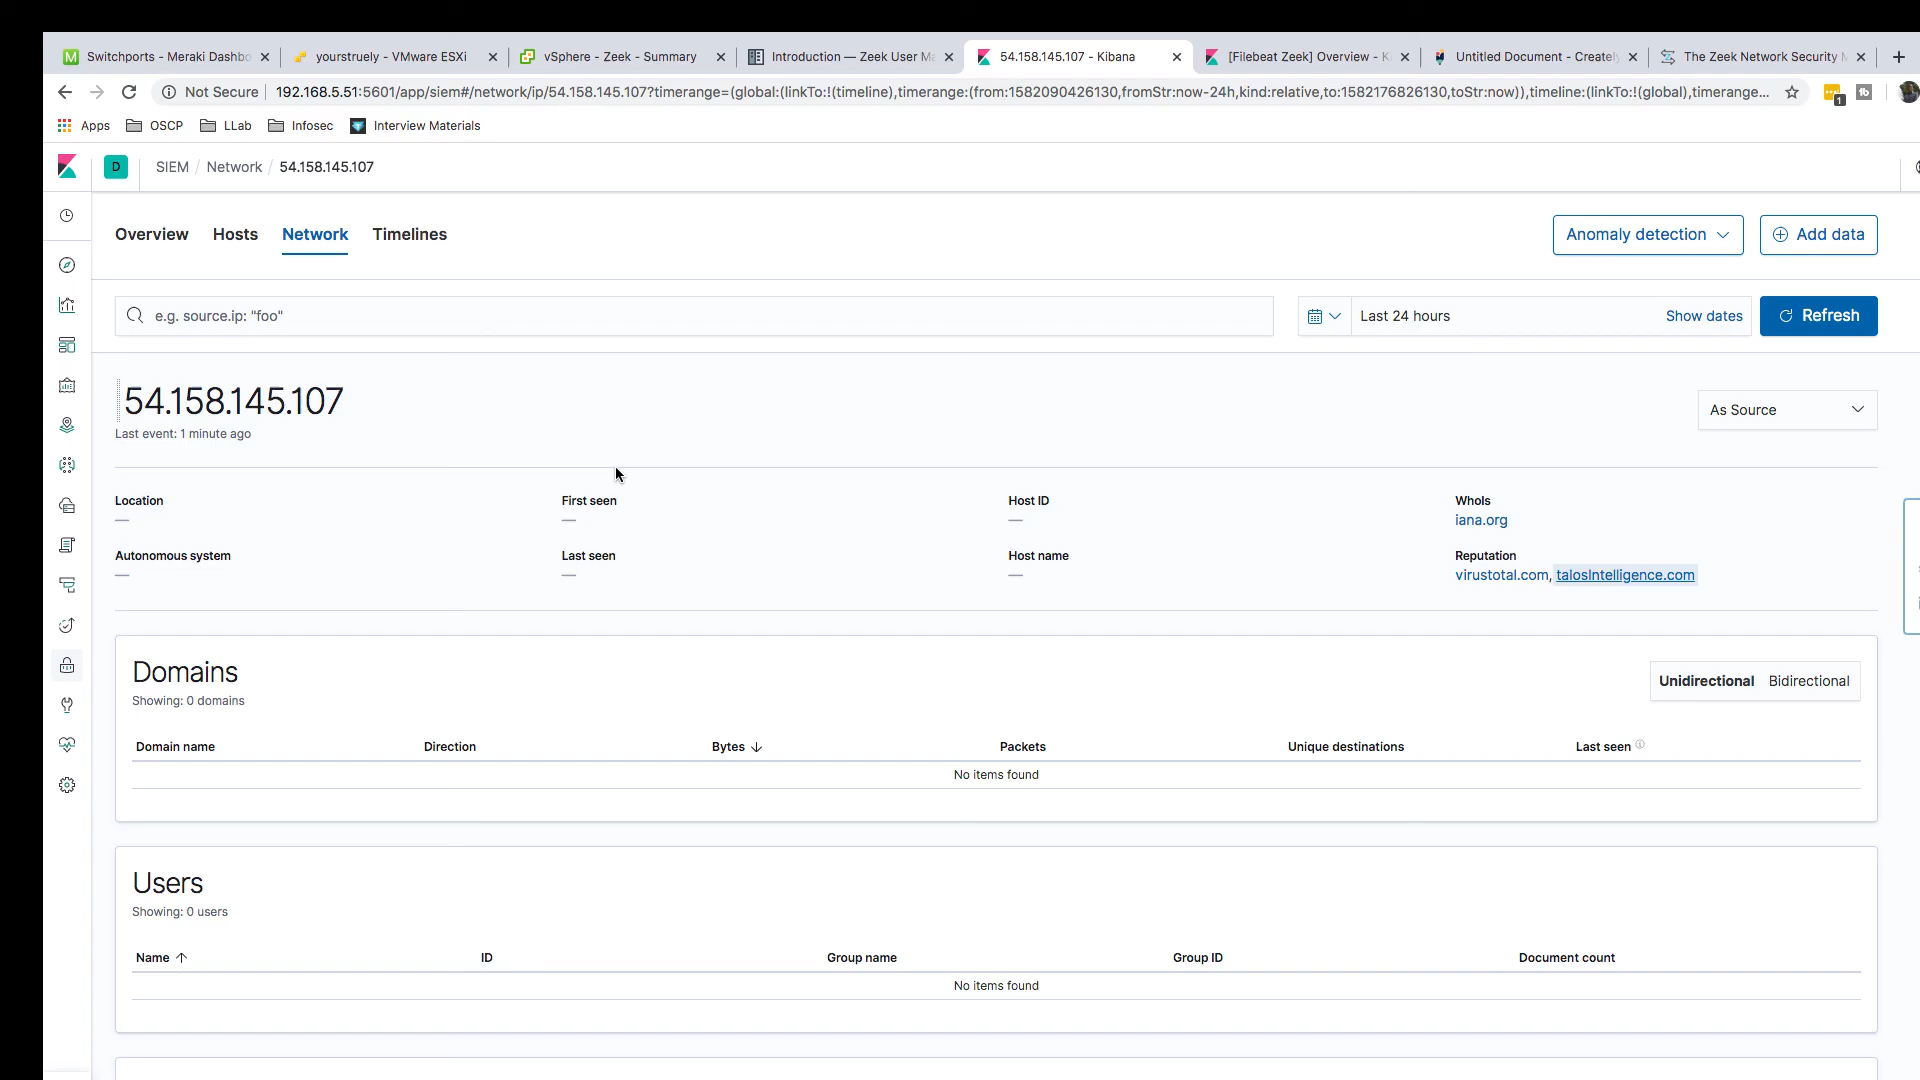 Switchports - Meraki Dashbo
yourstruely - VMware ESXi
vSphere - Zeek - Summary
Introduction — Zeek User Ma
54.158.145.107 - Kibana
[Filebeat Zeek] Overview - K
Untitled Document - Creately
The Zeek Network Security M
Not Secure
192.168.5.51:5601/app/siem#/network/ip/54.158.145.107?timerange=(global:(linkTo:!(timeline),timerange:(from:1582090426130,fromStr:now-24h,kind:relative,to:1582176826130,toStr:now)),timeline:(linkTo:!(global),timerange...
1
Apps
OSCP
LLab
Infosec
Interview Materials
D
SIEM / Network / 54.158.145.107
Overview
Hosts
Network
Timelines
Anomaly detection
Add data
e.g. source.ip: "foo"
Last 24 hours
Show dates
Refresh
54.158.145.107
Last event: 1 minute ago
As Source
Location
—
First seen
—
Host ID
—
WhoIs
iana.org
Autonomous system
—
Last seen
—
Host name
—
Reputation
virustotal.com, talosIntelligence.com
Domains
Showing: 0 domains
Unidirectional
Bidirectional
Domain name
Direction
Bytes
Packets
Unique destinations
Last seen
No items found
Users
Showing: 0 users
Name
ID
Group name
Group ID
Document count
No items found